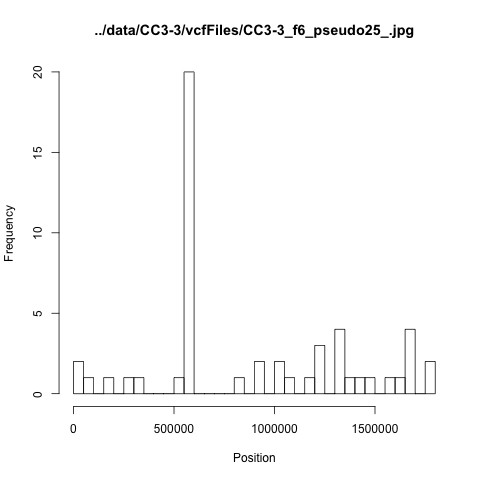 ../data/CC3-3/vcfFiles/CC3-3_f6_pseudo25_.jpg
20
15
10
5
0
Frequency
0 500000 1000000 1500000
Position